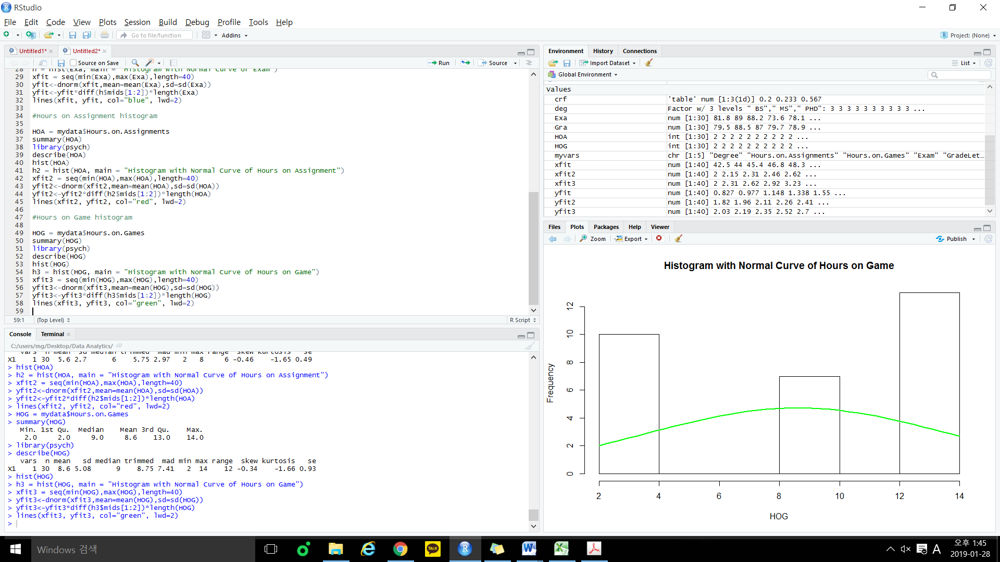 RStudio
File Edit Code View Plots Session Build Debug Profile Tools Help
Go to file/function Addins Project: (None)
Untitled1* Untitled2*
Source on Save Run Source
28 h = hist(Exa, main = "Histogram with Normal Curve of Exam")
29 xfit = seq(min(Exa),max(Exa),length=40)
30 yfit<-dnorm(xfit,mean=mean(Exa),sd=sd(Exa))
31 yfit<-yfit*diff(h$mids[1:2])*length(Exa)
32 lines(xfit, yfit, col="blue", lwd=2)
33
34 #Hours on Assignment histogram
35
36 HOA = mydata$Hours.on.Assignments
37 summary(HOA)
38 library(psych)
39 describe(HOA)
40 hist(HOA)
41 h2 = hist(HOA, main = "Histogram with Normal Curve of Hours on Assignment")
42 xfit2 = seq(min(HOA),max(HOA),length=40)
43 yfit2<-dnorm(xfit2,mean=mean(HOA),sd=sd(HOA))
44 yfit2<-yfit2*diff(h2$mids[1:2])*length(HOA)
45 lines(xfit2, yfit2, col="red", lwd=2)
46
47 #Hours on Game histogram
48
49 HOG = mydata$Hours.on.Games
50 summary(HOG)
51 library(psych)
52 describe(HOG)
53 hist(HOG)
54 h3 = hist(HOG, main = "Histogram with Normal Curve of Hours on Game")
55 xfit3 = seq(min(HOG),max(HOG),length=40)
56 yfit3<-dnorm(xfit3,mean=mean(HOG),sd=sd(HOG))
57 yfit3<-yfit3*diff(h3$mids[1:2])*length(HOG)
58 lines(xfit3, yfit3, col="green", lwd=2)
59
59:1 (Top Level) R Script
Console Terminal
C:/users/mg/Desktop/Data Analytics/
vars n mean sd median trimmed mad min max range skew kurtosis se
X1 1 30 5.6 2.7 6 5.75 2.97 2 8 6 -0.46 -1.65 0.49
> hist(HOA)
> h2 = hist(HOA, main = "Histogram with Normal Curve of Hours on Assignment")
> xfit2 = seq(min(HOA),max(HOA),length=40)
> yfit2<-dnorm(xfit2,mean=mean(HOA),sd=sd(HOA))
> yfit2<-yfit2*diff(h2$mids[1:2])*length(HOA)
> lines(xfit2, yfit2, col="red", lwd=2)
> HOG = mydata$Hours.on.Games
> summary(HOG)
Min. 1st Qu. Median Mean 3rd Qu. Max.
2.0 2.0 9.0 8.6 13.0 14.0
> library(psych)
> describe(HOG)
vars n mean sd median trimmed mad min max range skew kurtosis se
X1 1 30 8.6 5.08 9 8.75 7.41 2 14 12 -0.34 -1.66 0.93
> hist(HOG)
> h3 = hist(HOG, main = "Histogram with Normal Curve of Hours on Game")
> xfit3 = seq(min(HOG),max(HOG),length=40)
> yfit3<-dnorm(xfit3,mean=mean(HOG),sd=sd(HOG))
> yfit3<-yfit3*diff(h3$mids[1:2])*length(HOG)
> lines(xfit3, yfit3, col="green", lwd=2)
>
Environment History Connections
Import Dataset List
Global Environment
Values
crf 'table' num [1:3(1d)] 0.2 0.233 0.567
deg Factor w/ 3 levels " BS"," MS"," PHD": 3 3 3 3 3 3 3 3 3 3 ...
Exa num [1:30] 81.8 89 88.2 73.6 78.1 ...
Gra num [1:30] 79.5 88.5 87 79.7 78.9 ...
HOA int [1:30] 2 2 2 2 2 2 2 2 2 2 ...
HOG int [1:30] 2 2 2 2 2 2 2 2 2 2 ...
myvars chr [1:5] "Degree" "Hours.on.Assignments" "Hours.on.Games" "Exam" "GradeLet…
xfit num [1:40] 42.5 44 45.4 46.8 48.3 ...
xfit2 num [1:40] 2 2.15 2.31 2.46 2.62 ...
xfit3 num [1:40] 2 2.31 2.62 2.92 3.23 ...
yfit num [1:40] 0.827 0.977 1.148 1.338 1.55 ...
yfit2 num [1:40] 1.82 1.96 2.11 2.26 2.41 ...
yfit3 num [1:40] 2.03 2.19 2.35 2.52 2.7 ...
Files Plots Packages Help Viewer
Zoom Export Publish
Histogram with Normal Curve of Hours on Game
Frequency
12
10
8
6
4
2
0
2 4 6 8 10 12 14
HOG
Windows 검색
TALK
A
오후 1:45
2019-01-28